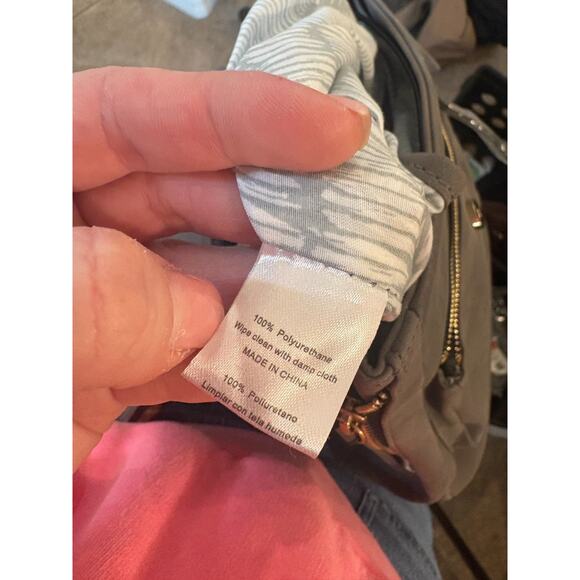 100% Polyurethane
Wipe clean with damp cloth
MADE IN CHINA
100% Poliuretano
Limpiar con tela humeda